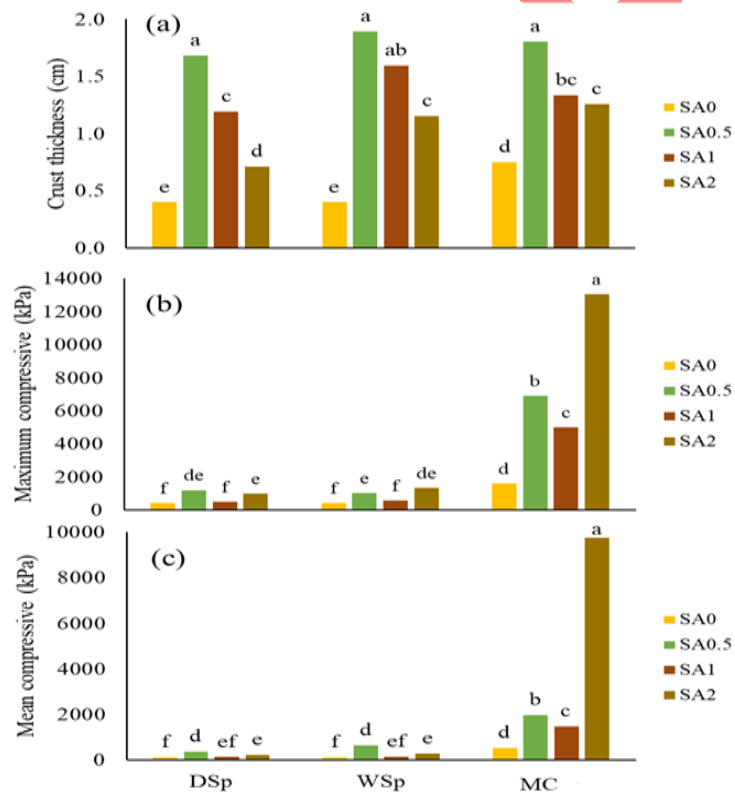 (a)
Crust thickness (cm)
2.0
1.5
1.0
0.5
0.0
e a c d
e a ab c
d a bc c
SA0
SA0.5
SA1
SA2
(b)
Maximum compressive (kPa)
14000
12000
10000
8000
6000
4000
2000
0
f de f e
f e f de
d b c a
SA0
SA0.5
SA1
SA2
(c)
Mean compressive (kPa)
10000
8000
6000
4000
2000
0
f d ef e
f d ef e
d b c a
SA0
SA0.5
SA1
SA2
DSp WSp MC